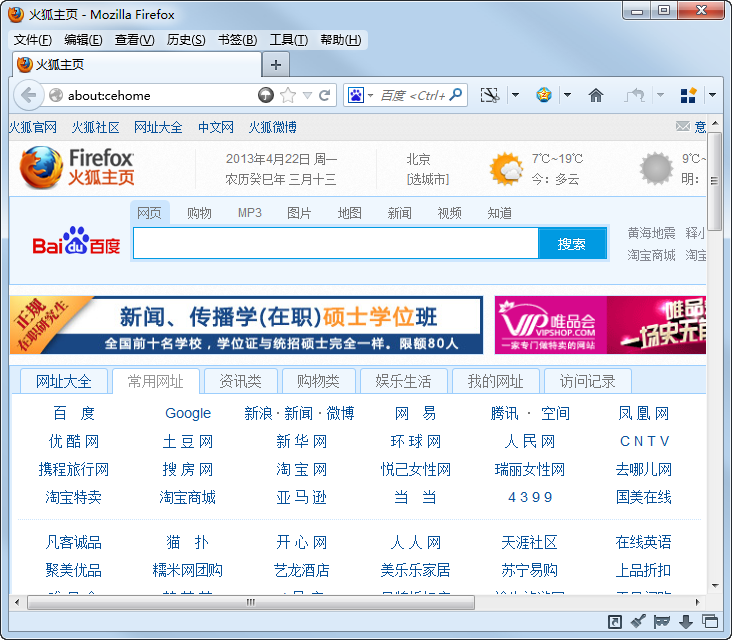 火狐主页 - Mozilla Firefox
文件(F) 编辑(E) 查看(V) 历史(S) 书签(B) 工具(T) 帮助(H)
火狐主页
about:cehome 百度 <Ctrl+
火狐官网 火狐社区 网址大全 中文网 火狐微博 意
Firefox 火狐主页
2013年4月22日 周一 北京 7℃~19℃ 9℃~
农历癸巳年 三月十三 [选城市] 今：多云 明：
网页 购物 MP3 图片 地图 新闻 视频 知道
Baidu百度 搜索
黄海地震 释小
淘宝商城 淘宝
正规
在职研究生
新闻、传播学(在职)硕士学位班
全国前十名学校，学位证与统招硕士完全一样。限额80人
VIP 唯品会
VIPSHOP.COM
一家专门做特卖的网站
唯品
一场史无前
网址大全 常用网址 资讯类 购物类 娱乐生活 我的网址 访问记录
百 度 Google 新浪·新闻·微博 网 易 腾讯 · 空间 凤凰网
优酷网 土豆网 新华网 环球网 人民网 CNTV
携程旅行网 搜房网 淘宝网 悦己女性网 瑞丽女性网 去哪儿网
淘宝特卖 淘宝商城 亚马逊 当 当 4399 国美在线
凡客诚品 猫 扑 开心网 人人网 天涯社区 在线英语
聚美优品 糯米网团购 艺龙酒店 美乐乐家居 苏宁易购 上品折扣